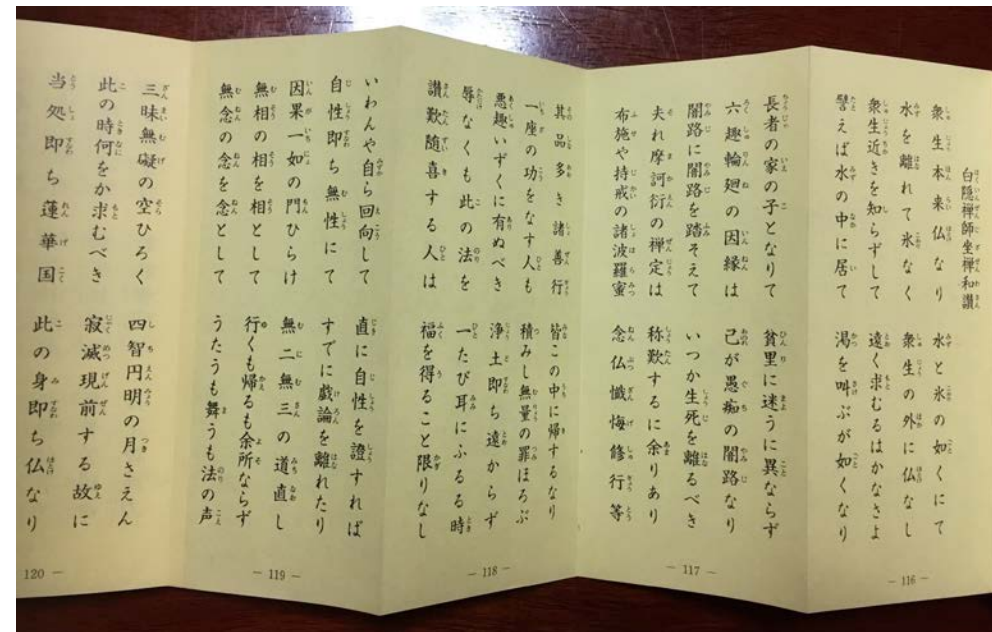 白隠禅師坐禅和讃
衆生本来仏なり　水と氷の如くにて
水を離れて氷なく　衆生の外に仏なし
衆生近きを知らずして　遠く求むるはかなさよ
譬えば水の中に居て　渇を叫ぶが如くなり
— 116 —
長者の家の子となりて　貧里に迷うに異ならず
六趣輪廻の因縁は　己が愚痴の闇路なり
闇路に闇路を踏そえて　いつか生死を離るべき
夫れ摩訶衍の禅定は　称歎するに余りあり
布施や持戒の諸波羅蜜　念仏懺悔修行等
— 117 —
其品多き諸善行　皆この中に帰するなり
一座の功をなす人も　積みし無量の罪ほろぶ
悪趣いずくに有ぬべき　浄土即ち遠からず
辱なくも此の法を　一たび耳にふるる時
讃歎随喜する人は　福を得ること限りなし
— 118 —
いわんや自ら回向して　直に自性を證すれば
自性即ち無性にて　すでに戯論を離れたり
因果一如の門ひらけ　無二無三の道直し
無相の相を相として　行くも帰るも余所ならず
無念の念を念として　うたうも舞うも法の声
— 119 —
三昧無礙の空ひろく　四智円明の月さえん
此の時何をか求むべき　寂滅現前する故に
当処即ち蓮華国　此の身即ち仏なり
120 —